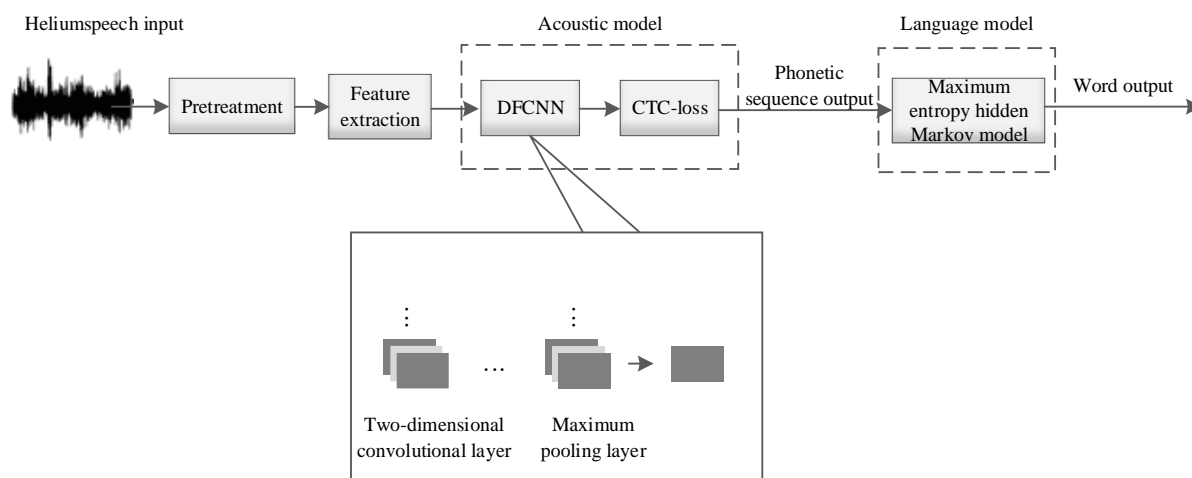 Heliumspeech input
Acoustic model
Language model
Pretreatment
Feature
extraction
DFCNN
CTC-loss
Phonetic
sequence output
Maximum
entropy hidden
Markov model
Word output
⋮
⋮
...
Two-dimensional
convolutional layer
Maximum
pooling layer